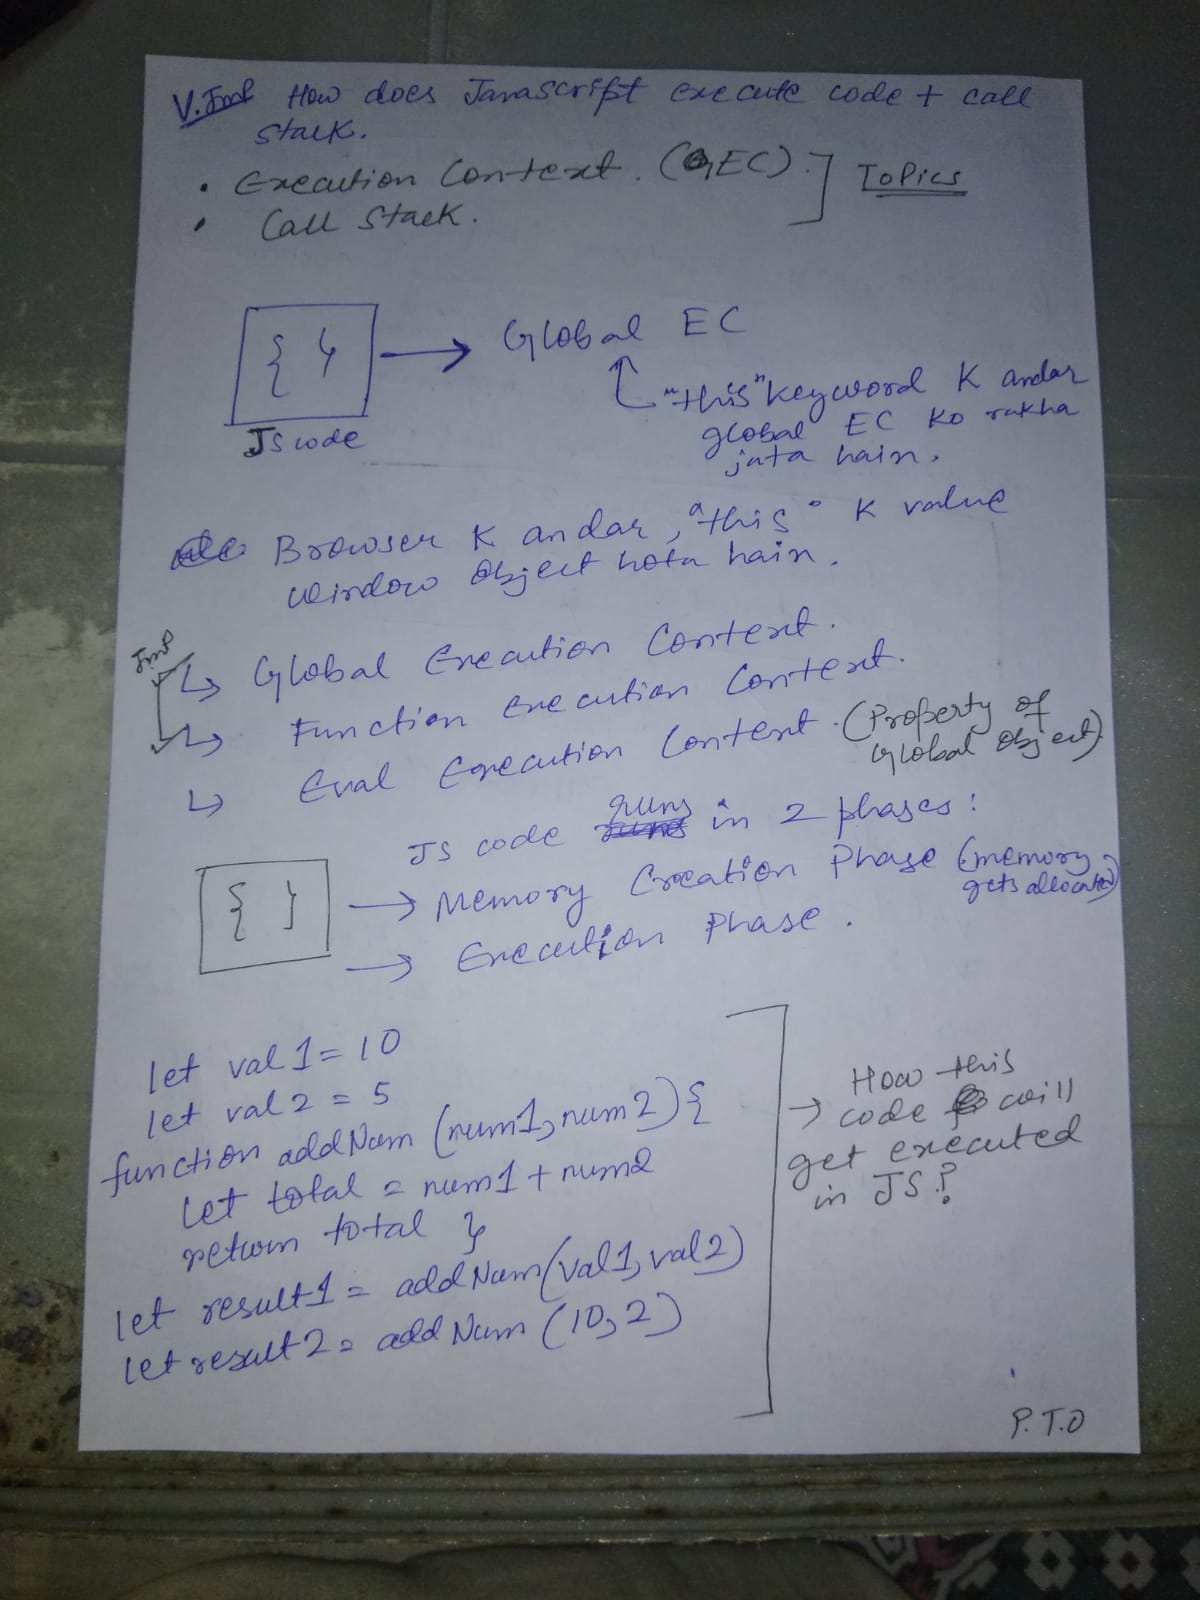 V.Imp How does Javascript execute code + call
stack.
• Execution Context. (GEC).
• Call Stack.
Topics
{ }
JS code
Global EC
"this" keyword K andar
global EC ko rakha
jata hain.
Browser K andar, "this" K value
window object hota hain.
Imp
↳ Global Execution Context.
↳ Function Execution Context.
↳ Eval Execution Context. (Property of
Global Object)
JS code runs in 2 phases:
{ }
→ Memory Creation Phase (memory
gets allocated)
→ Execution Phase.
let val1 = 10
let val2 = 5
function addNum (num1, num2) {
let total = num1 + num2
return total }
let result1 = addNum(val1, val2)
let result2 = addNum (10, 2)
→ How this
code will
get executed
in JS?
P.T.O